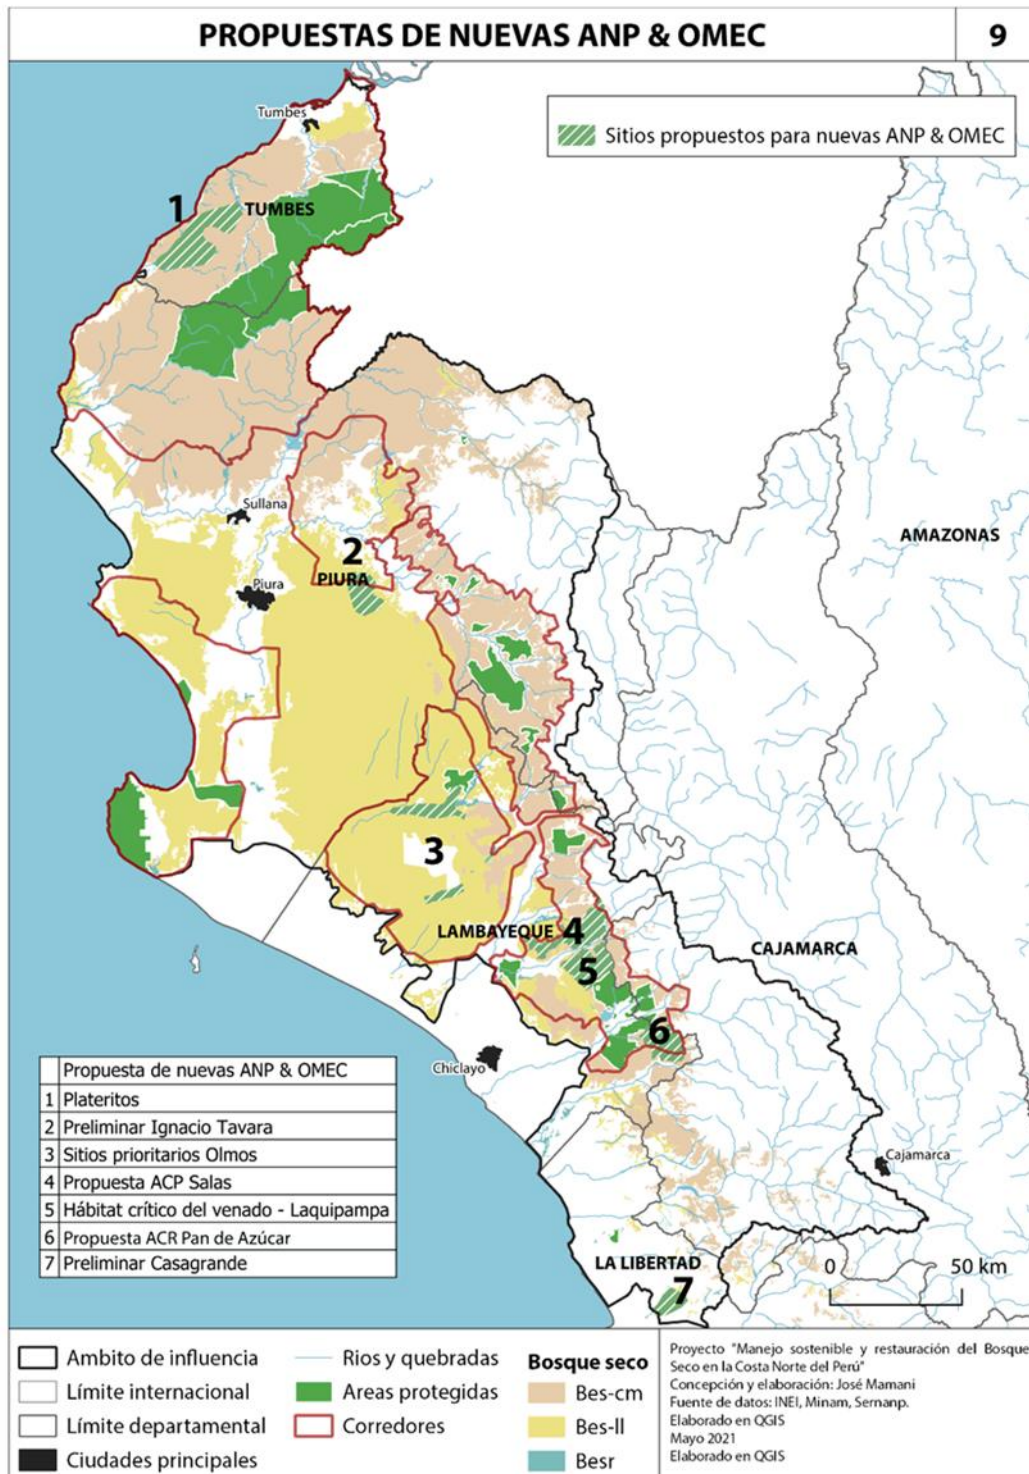 PROPUESTAS DE NUEVAS ANP & OMEC
9
Sitios propuestos para nuevas ANP & OMEC
Tumbes
1
TUMBES
Sullana
AMAZONAS
2
PIURA
Piura
3
LAMBAYEQUE
4
5
CAJAMARCA
6
Chiclayo
Cajamarca
LA LIBERTAD
7
0 50 km
Propuesta de nuevas ANP & OMEC
1 Plateritos
2 Preliminar Ignacio Tavara
3 Sitios prioritarios Olmos
4 Propuesta ACP Salas
5 Hábitat crítico del venado - Laquipampa
6 Propuesta ACR Pan de Azúcar
7 Preliminar Casagrande
Ambito de influencia
Límite internacional
Límite departamental
Ciudades principales
Rios y quebradas
Areas protegidas
Corredores
Bosque seco
Bes-cm
Bes-ll
Besr
Proyecto "Manejo sostenible y restauración del Bosque
Seco en la Costa Norte del Perú"
Concepción y elaboración: José Mamani
Fuente de datos: INEI, Minam, Sernanp.
Elaborado en QGIS
Mayo 2021
Elaborado en QGIS